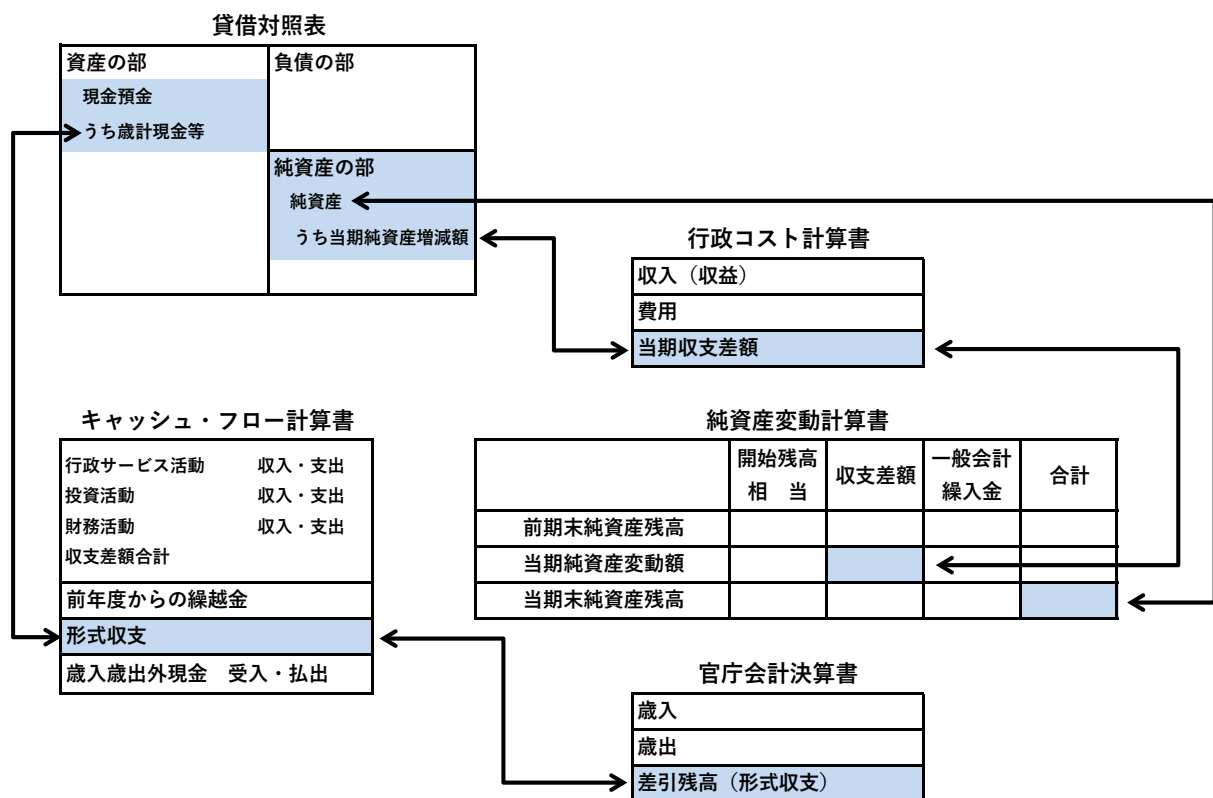 貸借対照表
資産の部
負債の部
現金預金
うち歳計現金等
純資産の部
純資産
うち当期純資産増減額
行政コスト計算書
収入（収益）
費用
当期収支差額
キャッシュ・フロー計算書
行政サービス活動 収入・支出
投資活動 収入・支出
財務活動 収入・支出
収支差額合計
前年度からの繰越金
形式収支
歳入歳出外現金 受入・払出
純資産変動計算書
開始残高
相 当
収支差額
一般会計
繰入金
合計
前期末純資産残高
当期純資産変動額
当期末純資産残高
官庁会計決算書
歳入
歳出
差引残高（形式収支）